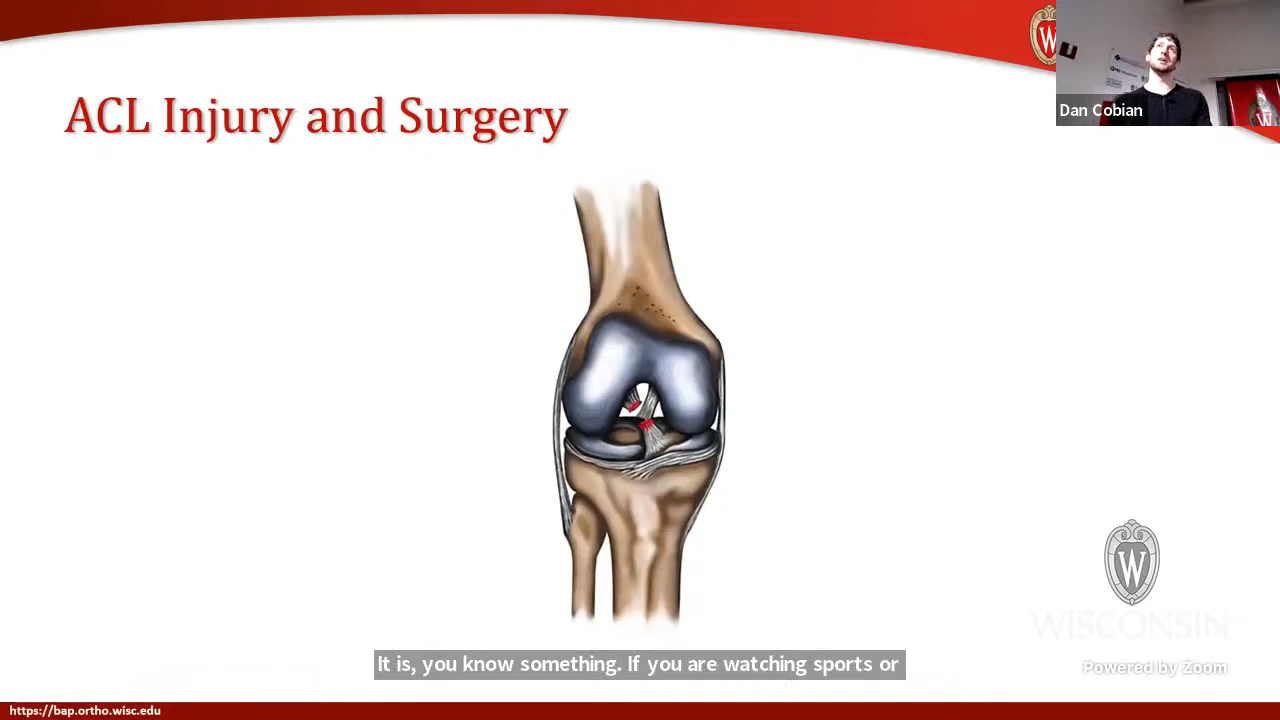 W
Dan Cobian
W
ACL Injury and Surgery
W
WISCONSIN
It is, you know something. If you are watching sports or
Powered by Zoom
https://bap.ortho.wisc.edu